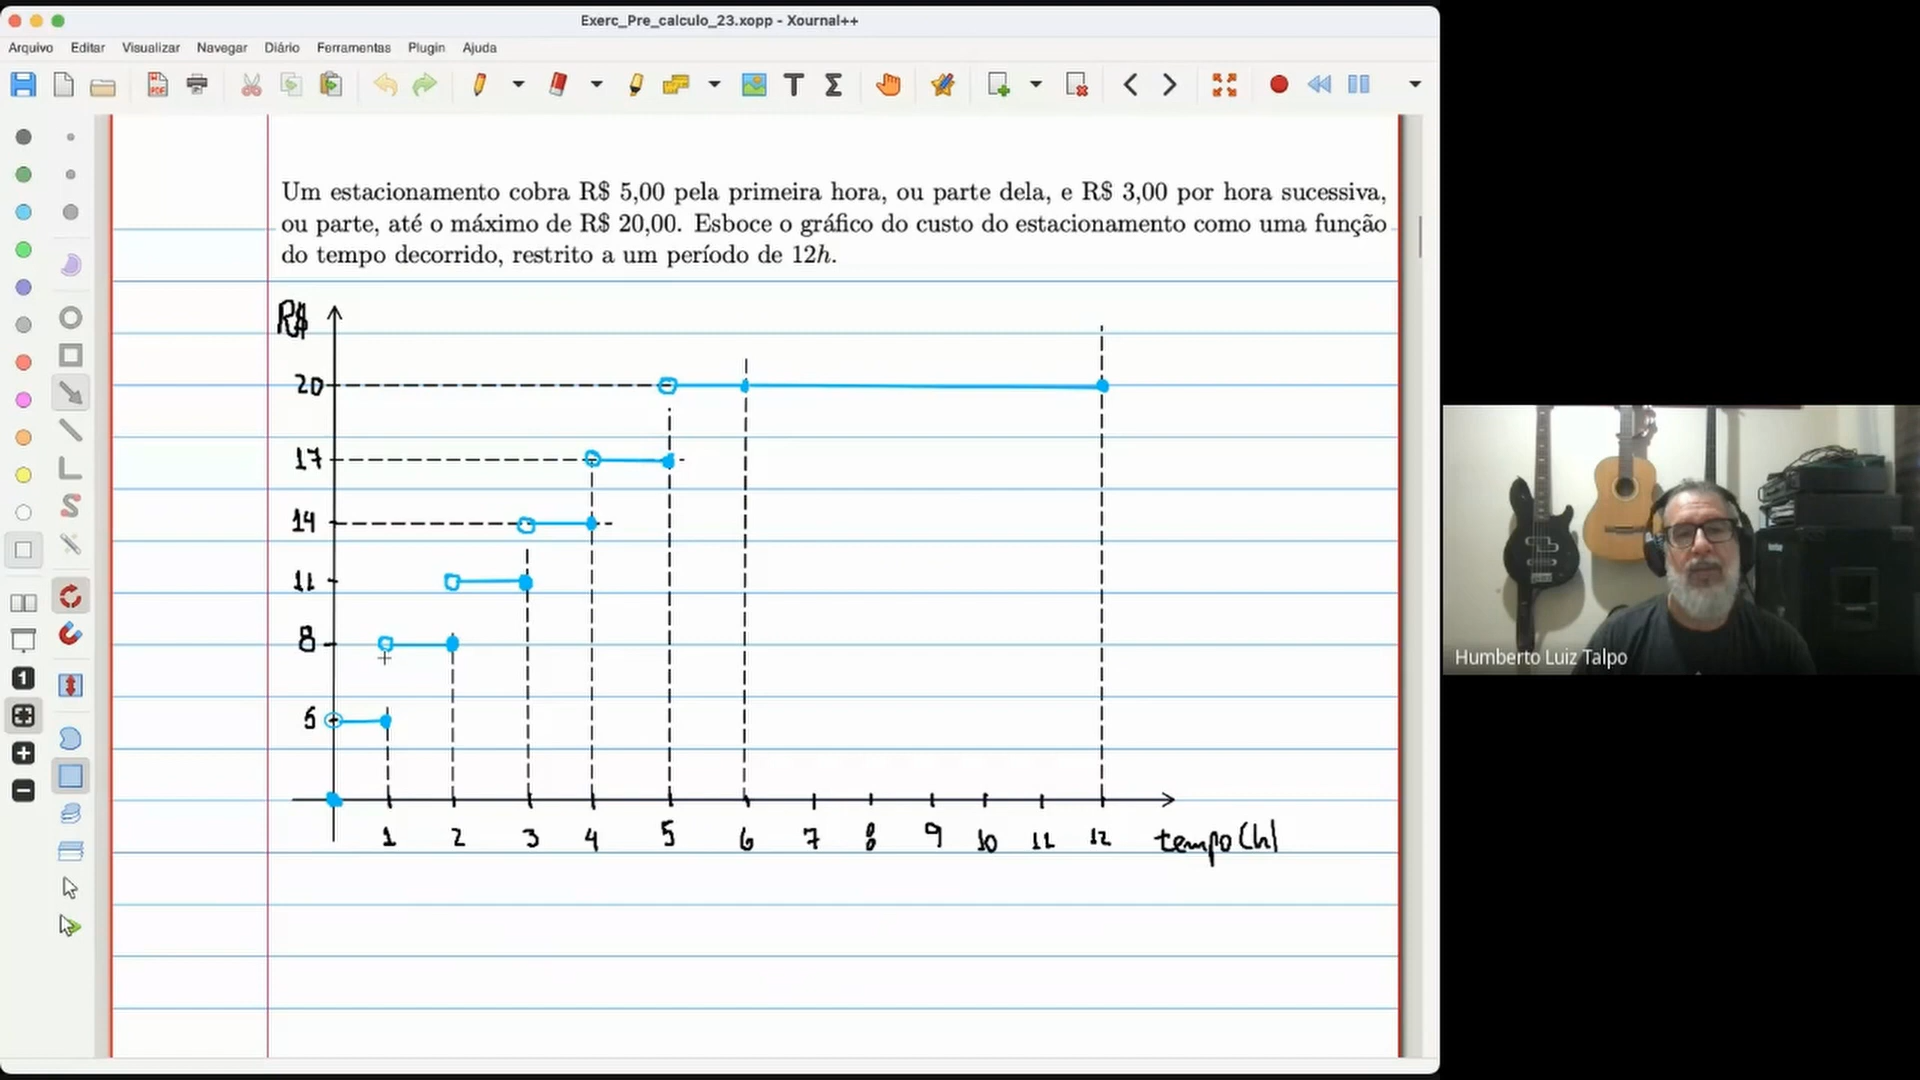 Exerc_Pre_calculo_23.xopp - Xournal++
Arquivo Editar Visualizar Navegar Diário Ferramentas Plugin Ajuda
PDF T Σ
Um estacionamento cobra R$ 5,00 pela primeira hora, ou parte dela, e R$ 3,00 por hora sucessiva,
ou parte, até o máximo de R$ 20,00. Esboce o gráfico do custo do estacionamento como uma função
do tempo decorrido, restrito a um período de 12h.
R$
20
17
14
11
8
5
1 2 3 4 5 6 7 8 9 10 11 12 tempo (h)
1
Humberto Luiz Talpo